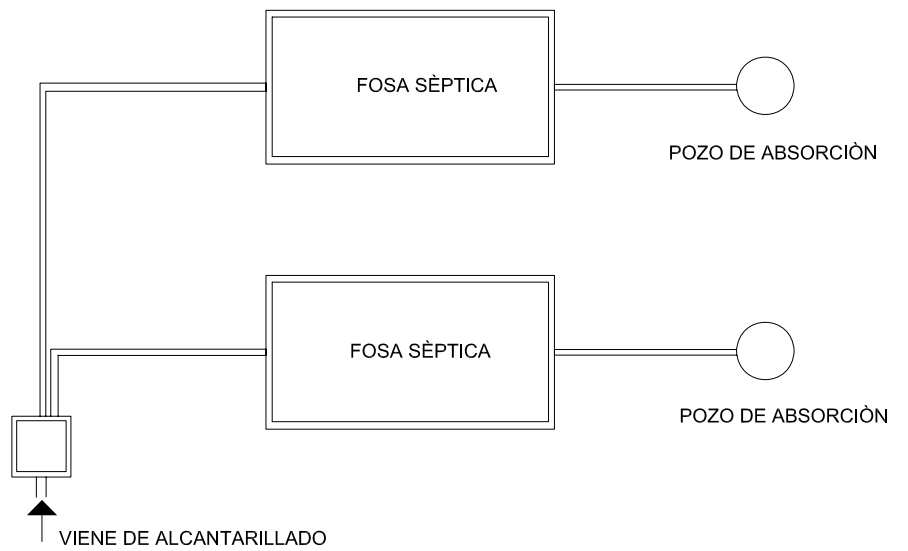 FOSA SÈPTICA
POZO DE ABSORCIÒN
FOSA SÈPTICA
POZO DE ABSORCIÒN
VIENE DE ALCANTARILLADO